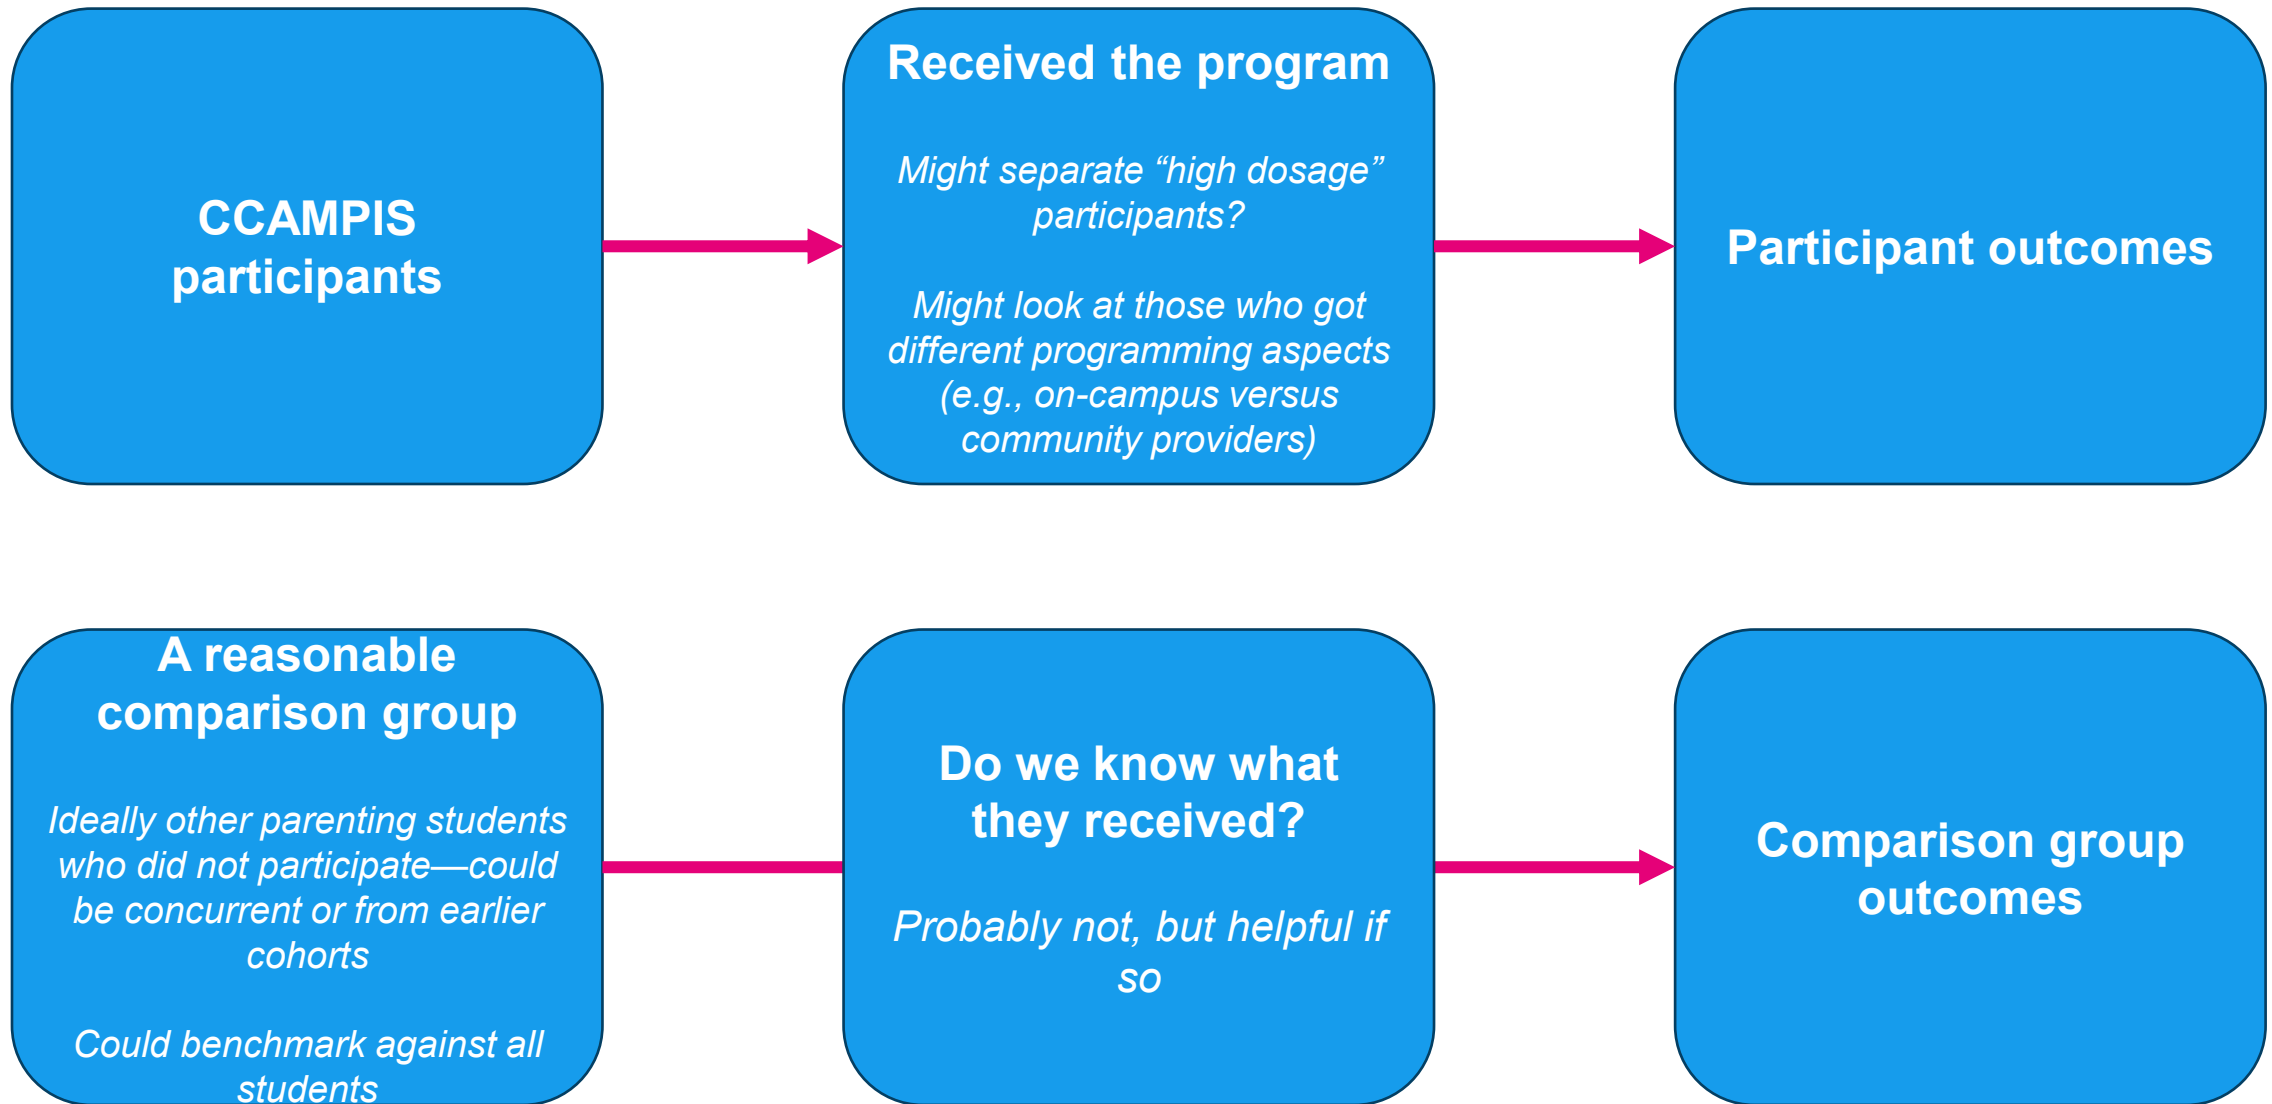 CCAMPIS
participants
Received the program
Might separate “high dosage”
participants?
Might look at those who got
different programming aspects
(e.g., on-campus versus
community providers)
Participant outcomes
A reasonable
comparison group
Ideally other parenting students
who did not participate—could
be concurrent or from earlier
cohorts
Could benchmark against all
students
Do we know what
they received?
Probably not, but helpful if
so
Comparison group
outcomes